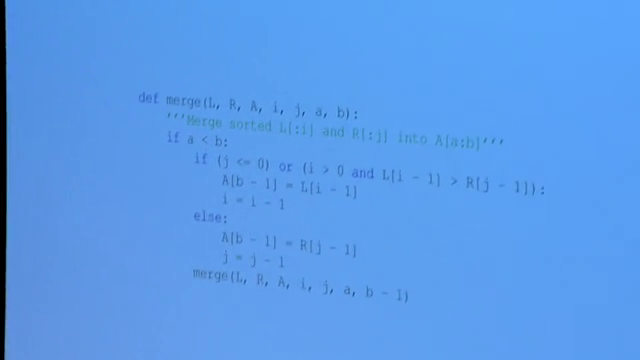 def merge(L, R, A, i, j, a, b):
'''Merge sorted L[:i] and R[:j] into A[a:b]'''
if a < b:
if (j <= 0) or (i > 0 and L[i - 1] > R[j - 1]):
A[b - 1] = L[i - 1]
i = i - 1
else:
A[b - 1] = R[j - 1]
j = j - 1
merge(L, R, A, i, j, a, b - 1)